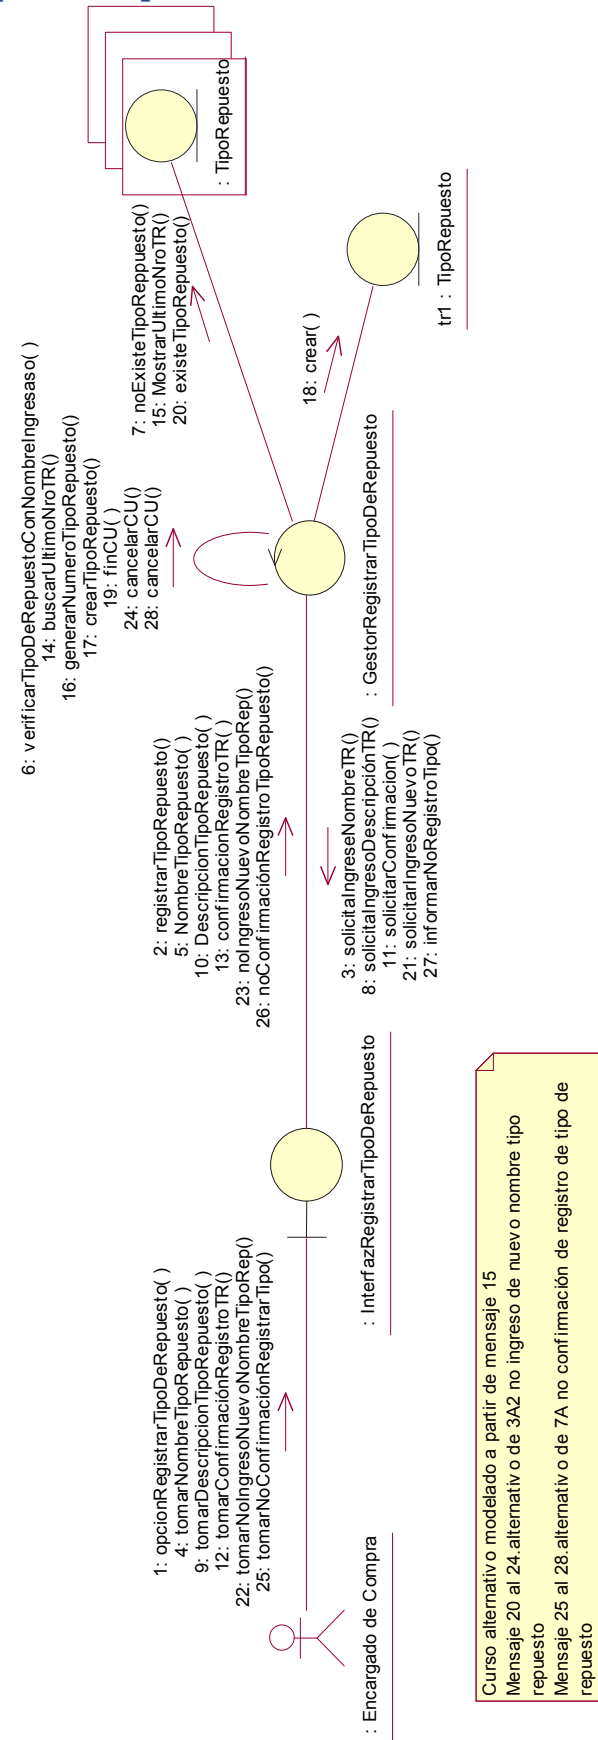 1: opcionRegistrarTipoDeRepuesto( )
4: tomarNombreTipoRepuesto( )
9: tomarDescripcionTipoRepuesto( )
12: tomarConfirmaciónRegistroTR()
22: tomarNoIngresoNuevoNombreTipoRep()
25: tomarNoConfirmaciónRegistrarTipo()
: Encargado de Compra
: InterfazRegistrarTipoDeRepuesto
2: registrarTipoRepuesto()
5: NombreTipoRepuesto( )
10: DescripcionTipoRepuesto( )
13: confirmacionRegistroTR( )
23: noIngresoNuevoNombreTipoRep()
26: noConfirmaciónRegistroTipoRepuesto()
3: solicitaIngreseNombreTR()
8: solicitaIngresoDescripciónTR()
11: solicitarConfirmacion( )
21: solicitarIngresoNuevoTR()
27: informarNoRegistroTipo()
6: verificarTipoDeRepuestoConNombreIngresaso( )
14: buscarUltimoNroTR()
16: generarNumeroTipoRepuesto()
17: crearTipoRepuesto( )
19: finCU( )
24: cancelarCU()
28: cancelarCU()
: GestorRegistrarTipoDeRepuesto
7: noExisteTipoReppuesto()
15: MostrarUltimoNroTR()
20: existeTipoRepuesto()
: TipoRepuesto
18: crear( )
tr1 : TipoRepuesto
Curso alternativo modelado a partir de mensaje 15
Mensaje 20 al 24.alternativo de 3A2 no ingreso de nuevo nombre tipo
repuesto
Mensaje 25 al 28.alternativo de 7A no confirmación de registro de tipo de
repuesto